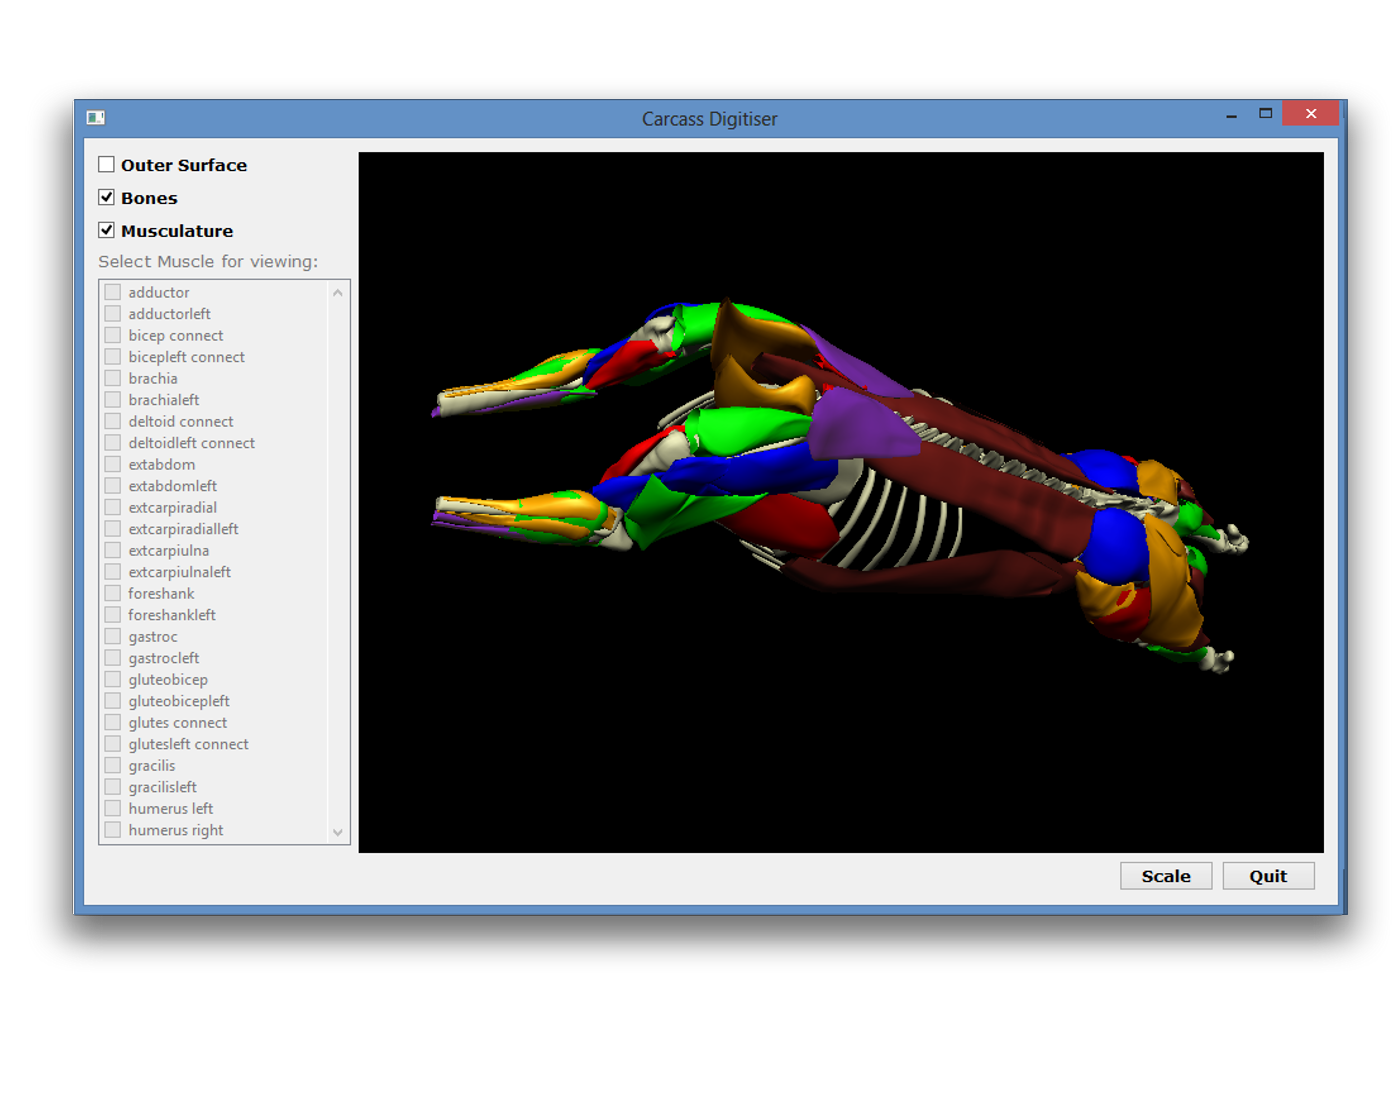 Carcass Digitiser
Outer Surface
Bones
Musculature
Select Muscle for viewing:
adductor
adductorleft
bicep connect
bicepleft connect
brachia
brachialeft
deltoid connect
deltoidleft connect
extabdom
extabdomleft
extcarpiradial
extcarpiradialleft
extcarpiulna
extcarpiulnaleft
foreshank
foreshankleft
gastroc
gastrocleft
gluteobicep
gluteobicepleft
glutes connect
glutesleft connect
gracilis
gracilisleft
humerus left
humerus right
Scale
Quit